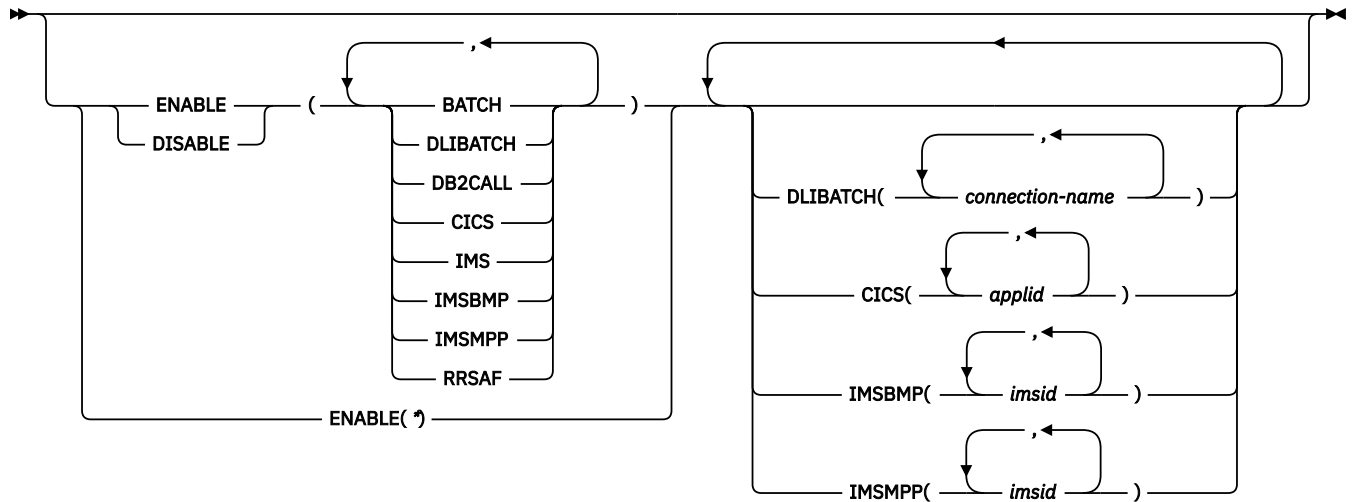 ,
ENABLE ( BATCH )
DISABLE DLIBATCH
DB2CALL
CICS
IMS
IMSBMP
IMSMPP
RRSAF
ENABLE( *)
,
DLIBATCH( connection-name )
,
CICS( applid )
,
IMSBMP( imsid )
,
IMSMPP( imsid )